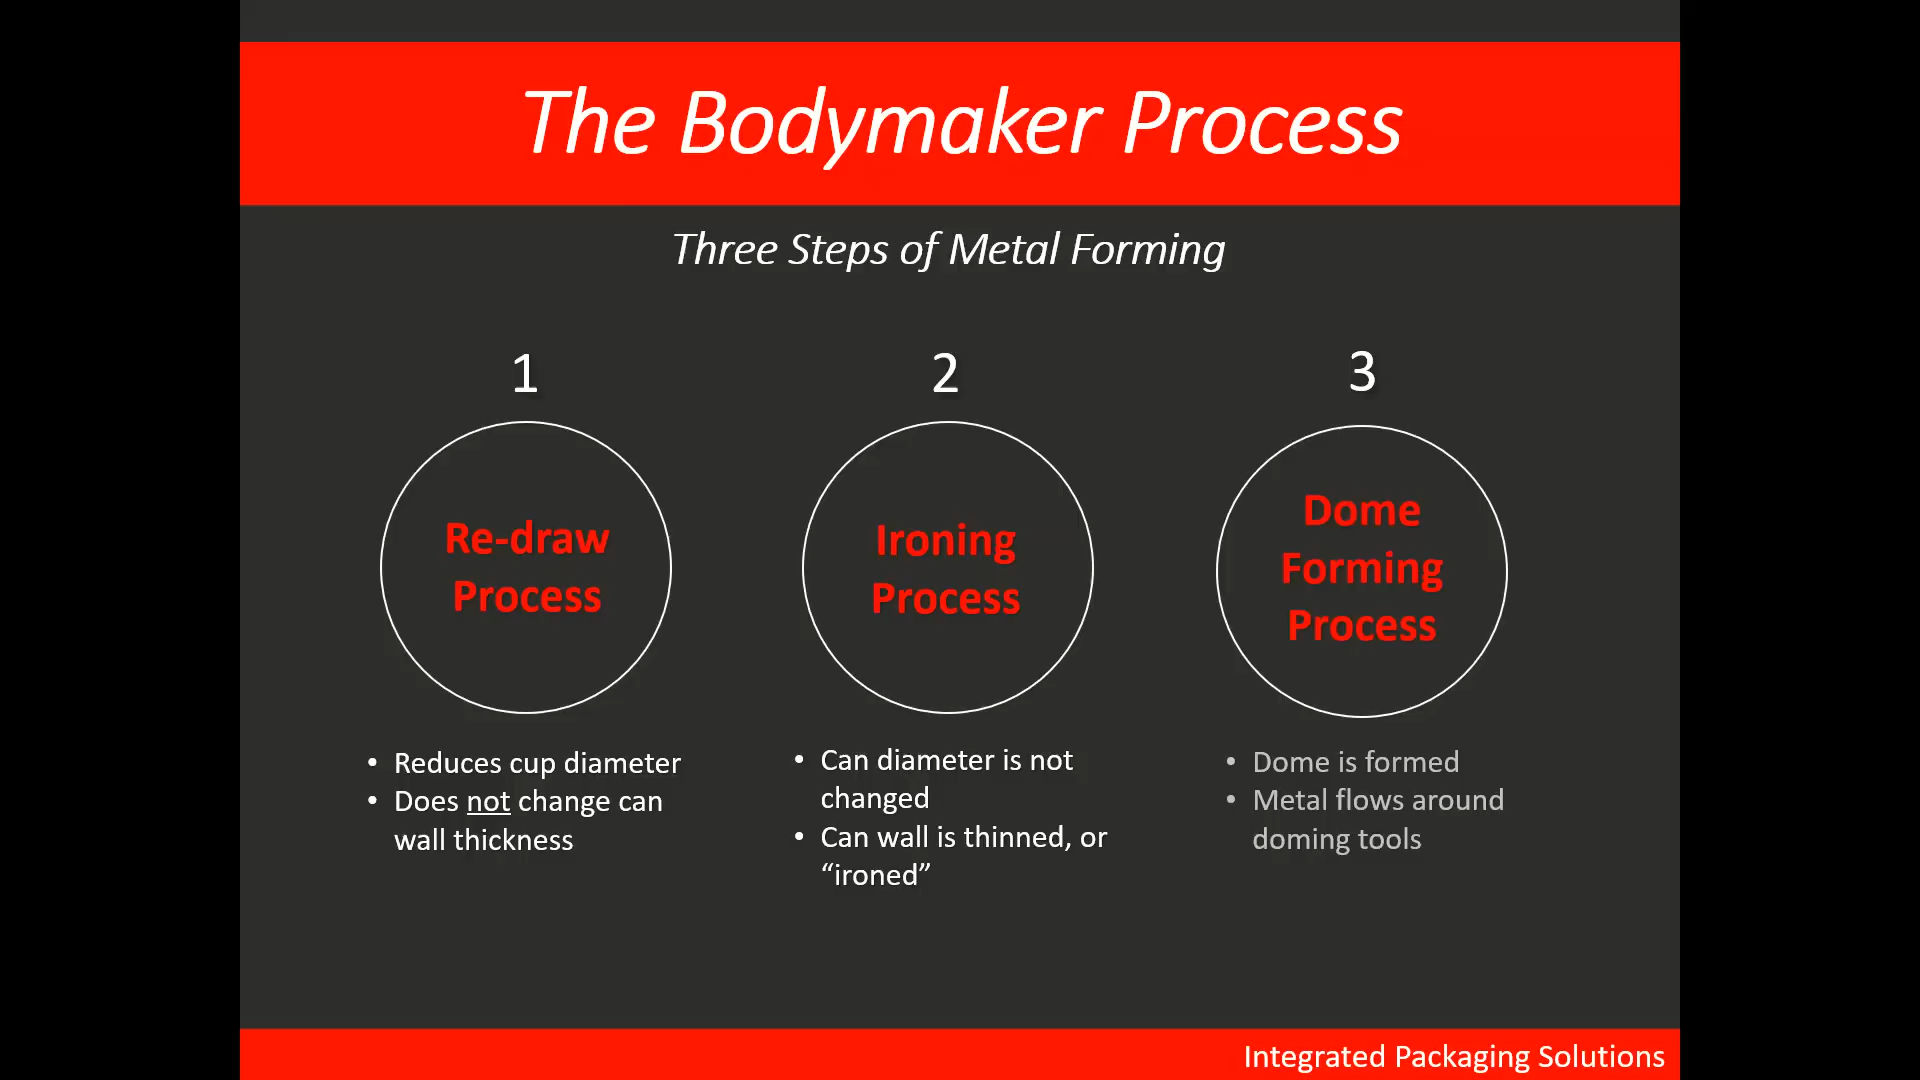 The Bodymaker Process
Three Steps of Metal Forming
1
Re-draw
Process
• Reduces cup diameter
• Does not change can
wall thickness
2
Ironing
Process
• Can diameter is not
changed
• Can wall is thinned, or
“ironed”
3
Dome
Forming
Process
• Dome is formed
• Metal flows around
doming tools
Integrated Packaging Solutions